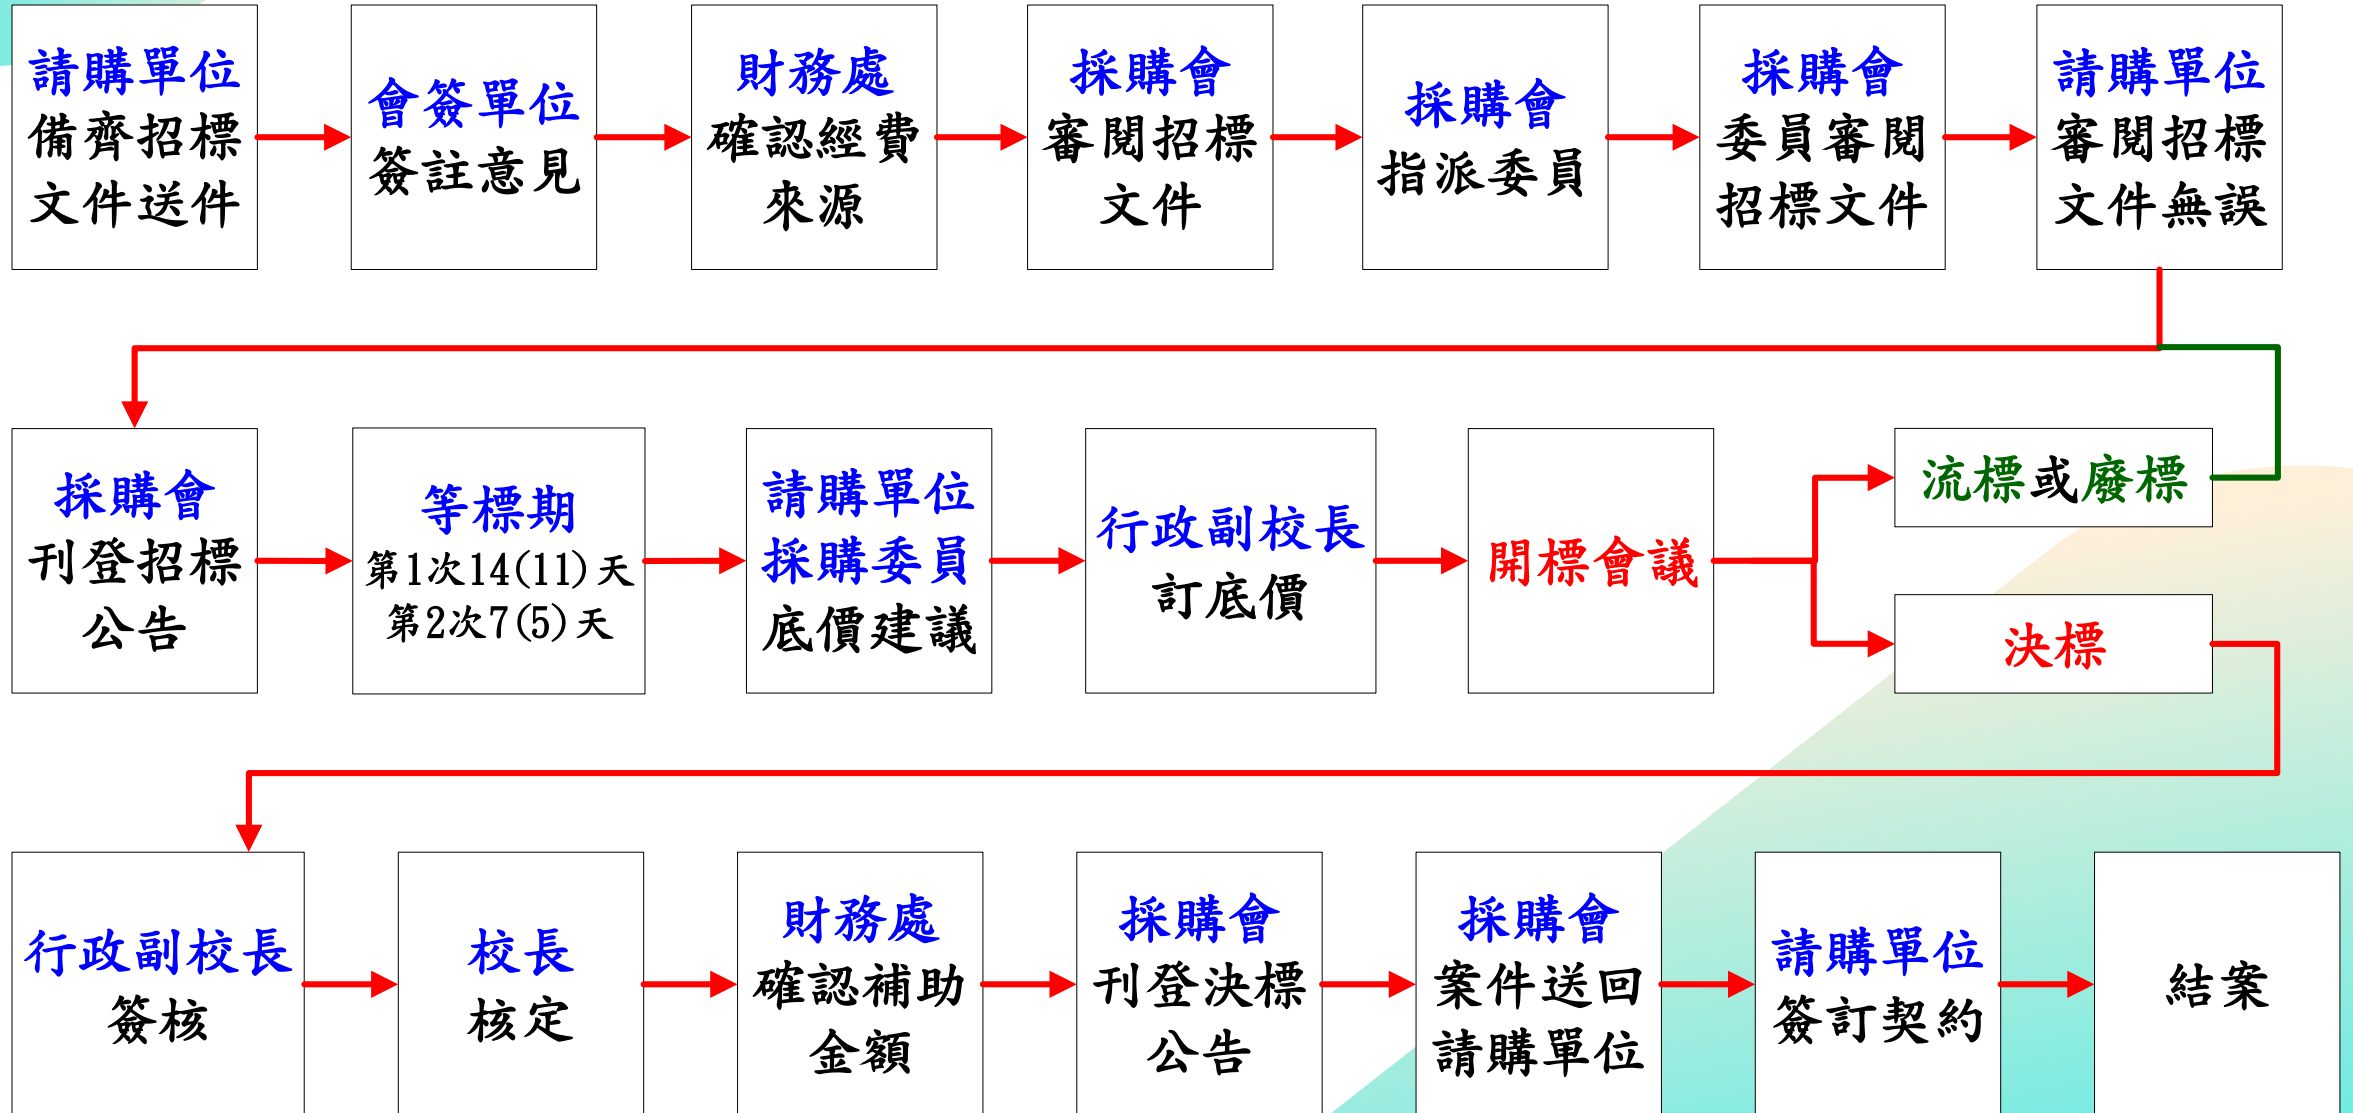 請購單位
備齊招標
文件送件
會簽單位
簽註意見
財務處
確認經費
來源
採購會
審閱招標
文件
採購會
指派委員
採購會
委員審閱
招標文件
請購單位
審閱招標
文件無誤
採購會
刊登招標
公告
等標期
第1次14(11)天
第2次7(5)天
請購單位
採購委員
底價建議
行政副校長
訂底價
開標會議
流標或廢標
決標
行政副校長
簽核
校長
核定
財務處
確認補助
金額
採購會
刊登決標
公告
採購會
案件送回
請購單位
請購單位
簽訂契約
結案